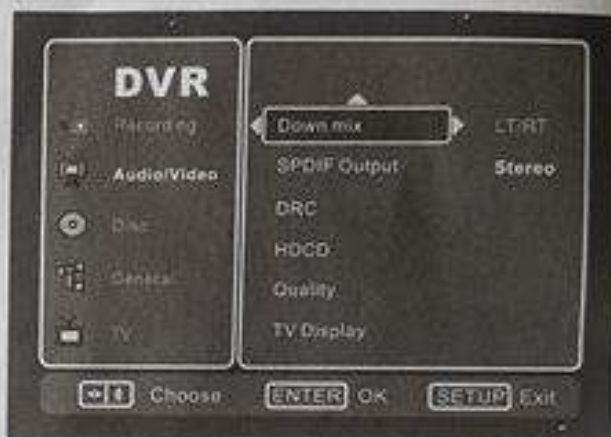 DVR
Recording
Audio/Video
Disc
General
TV
Down mix LT/RT
SPDIF Output Stereo
DRC
HDCD
Quality
TV Display
Choose ENTER OK SETUP Exit